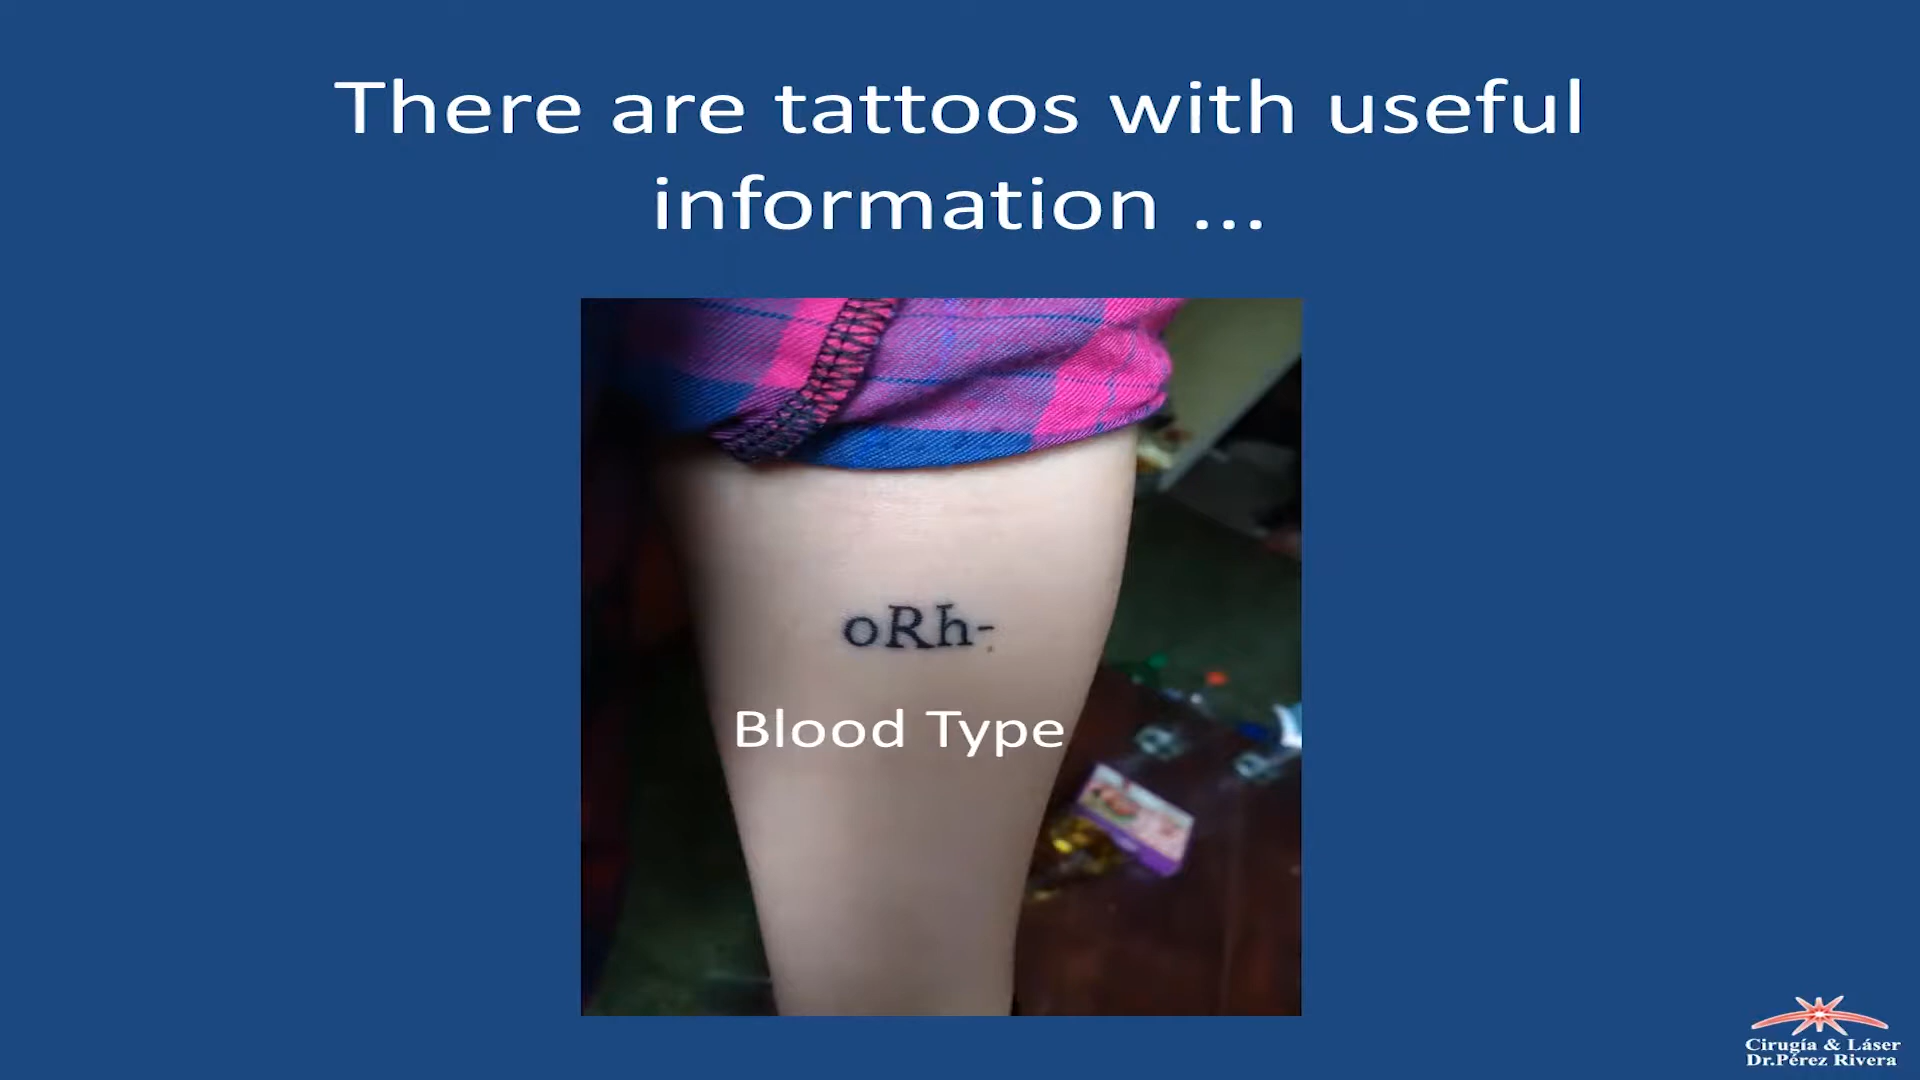 There are tattoos with useful
information ...
oRh-
Blood Type
Cirugía & Láser
Dr.Pérez Rivera